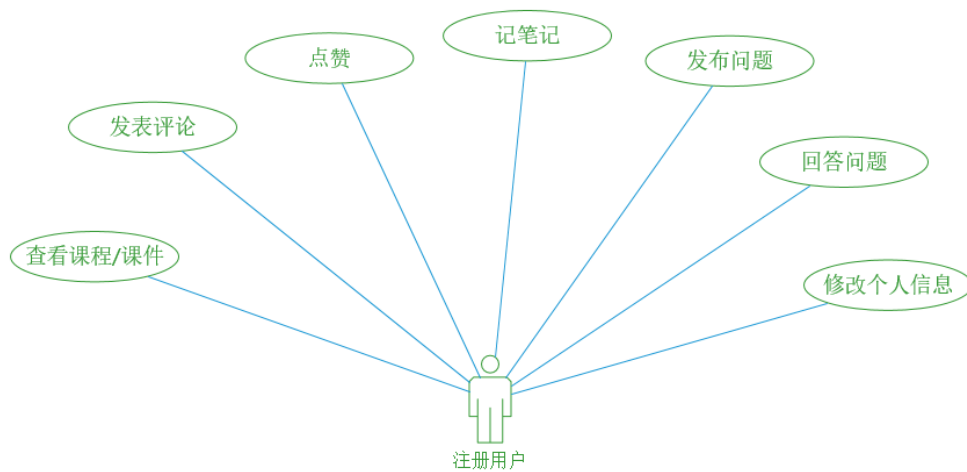 记笔记
点赞
发布问题
发表评论
回答问题
查看课程/课件
修改个人信息
注册用户